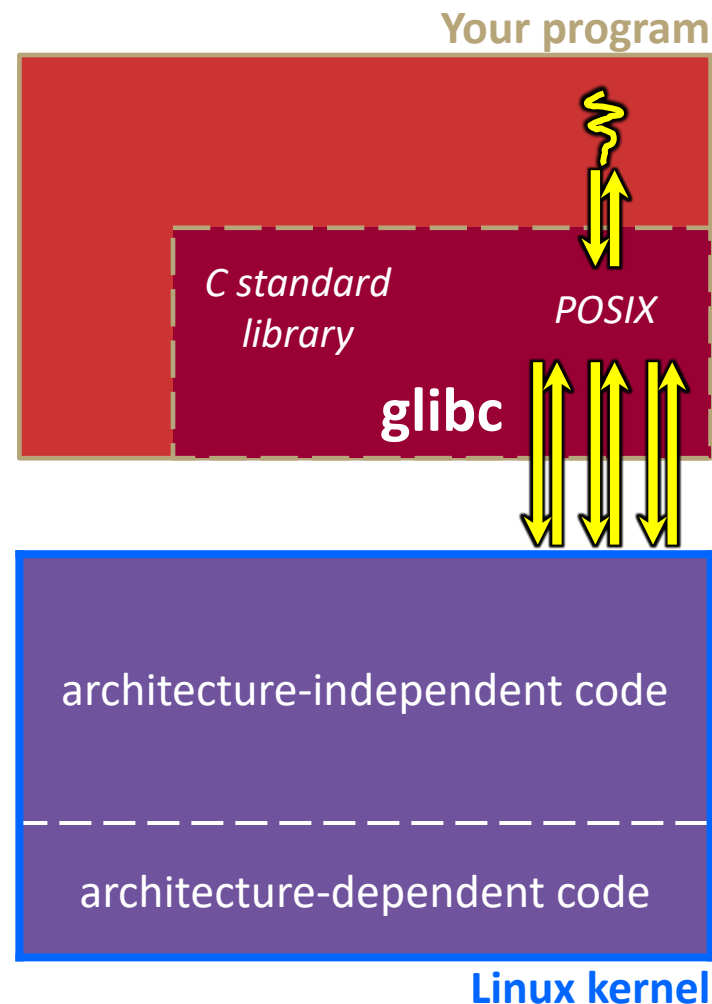 Your program
C standard
library
POSIX
glibc
architecture-independent code
architecture-dependent code
Linux kernel